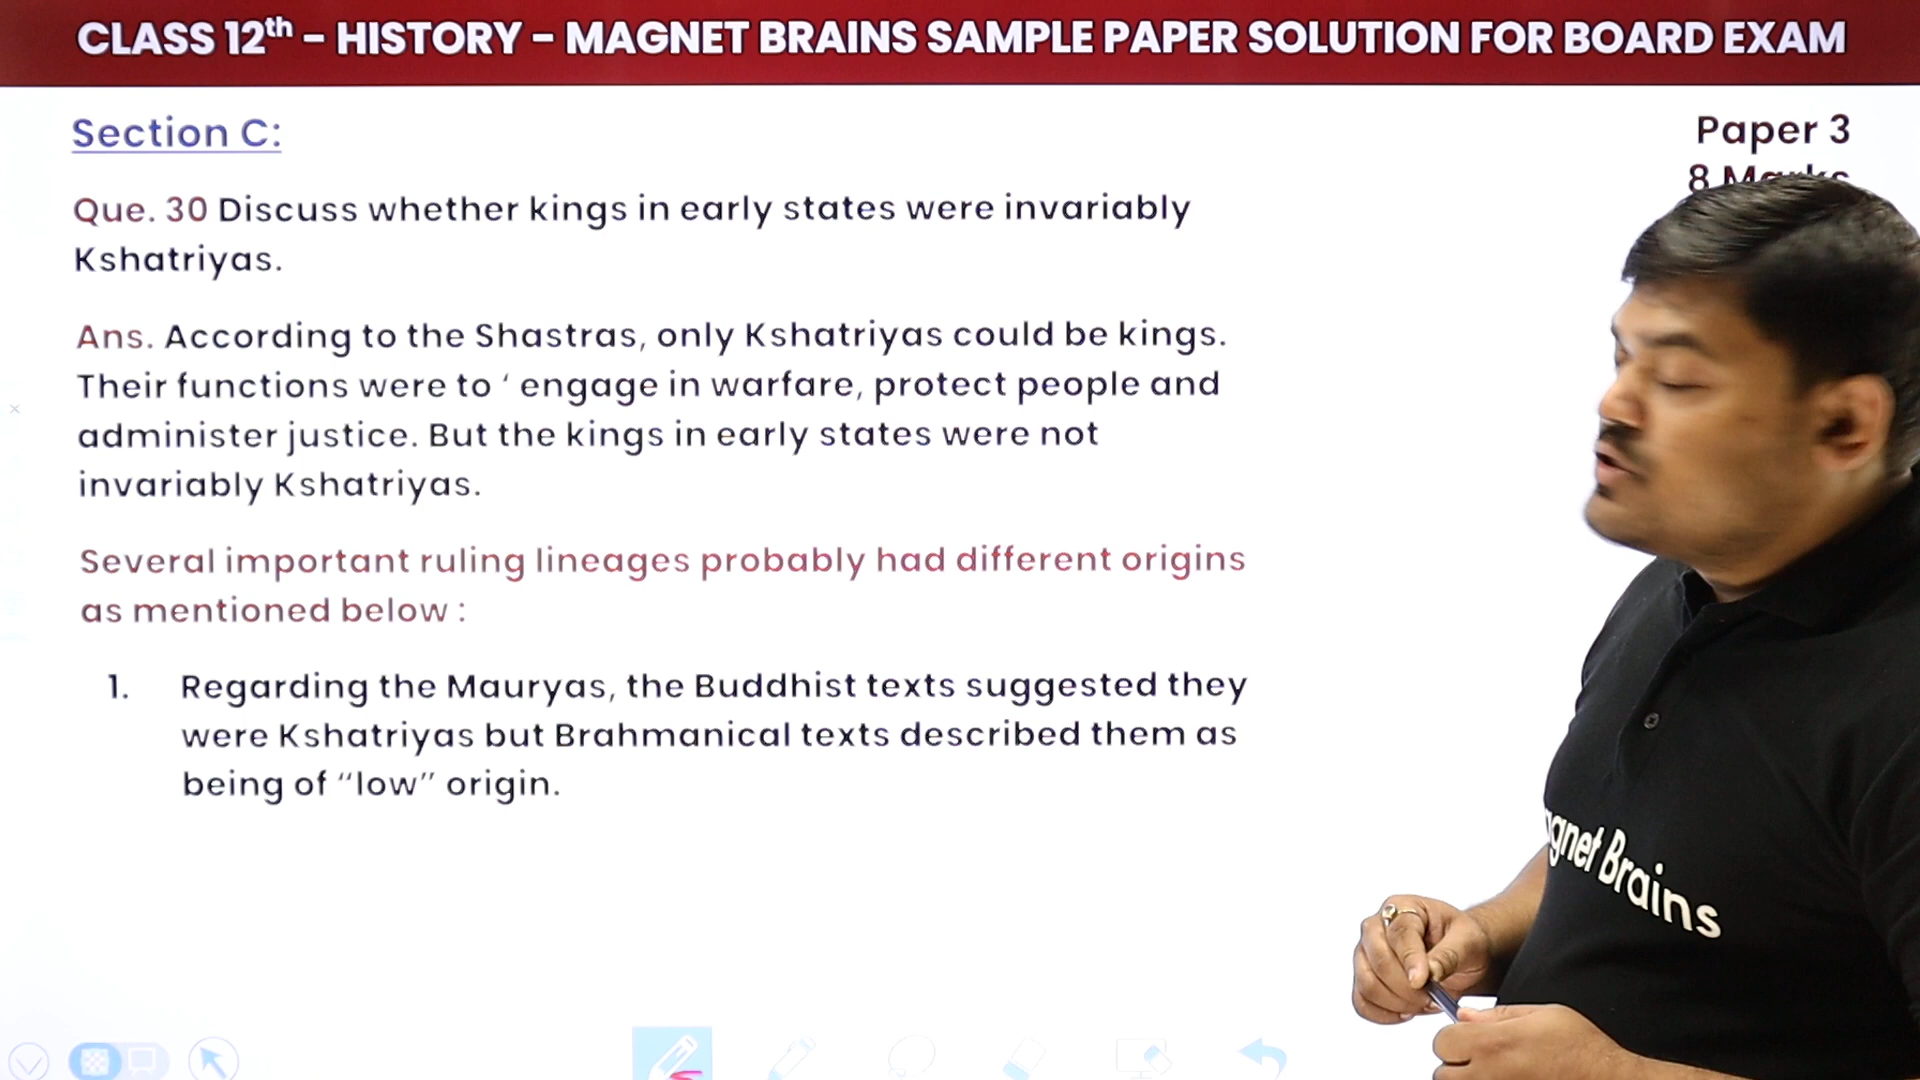 CLASS 12th - HISTORY - MAGNET BRAINS SAMPLE PAPER SOLUTION FOR BOARD EXAM
Section C:
Paper 3
8 Marks
Que. 30 Discuss whether kings in early states were invariably
Kshatriyas.
Ans. According to the Shastras, only Kshatriyas could be kings.
Their functions were to ‘ engage in warfare, protect people and
administer justice. But the kings in early states were not
invariably Kshatriyas.
Several important ruling lineages probably had different origins
as mentioned below :
1. Regarding the Mauryas, the Buddhist texts suggested they
were Kshatriyas but Brahmanical texts described them as
being of “low” origin.
gnet Brains